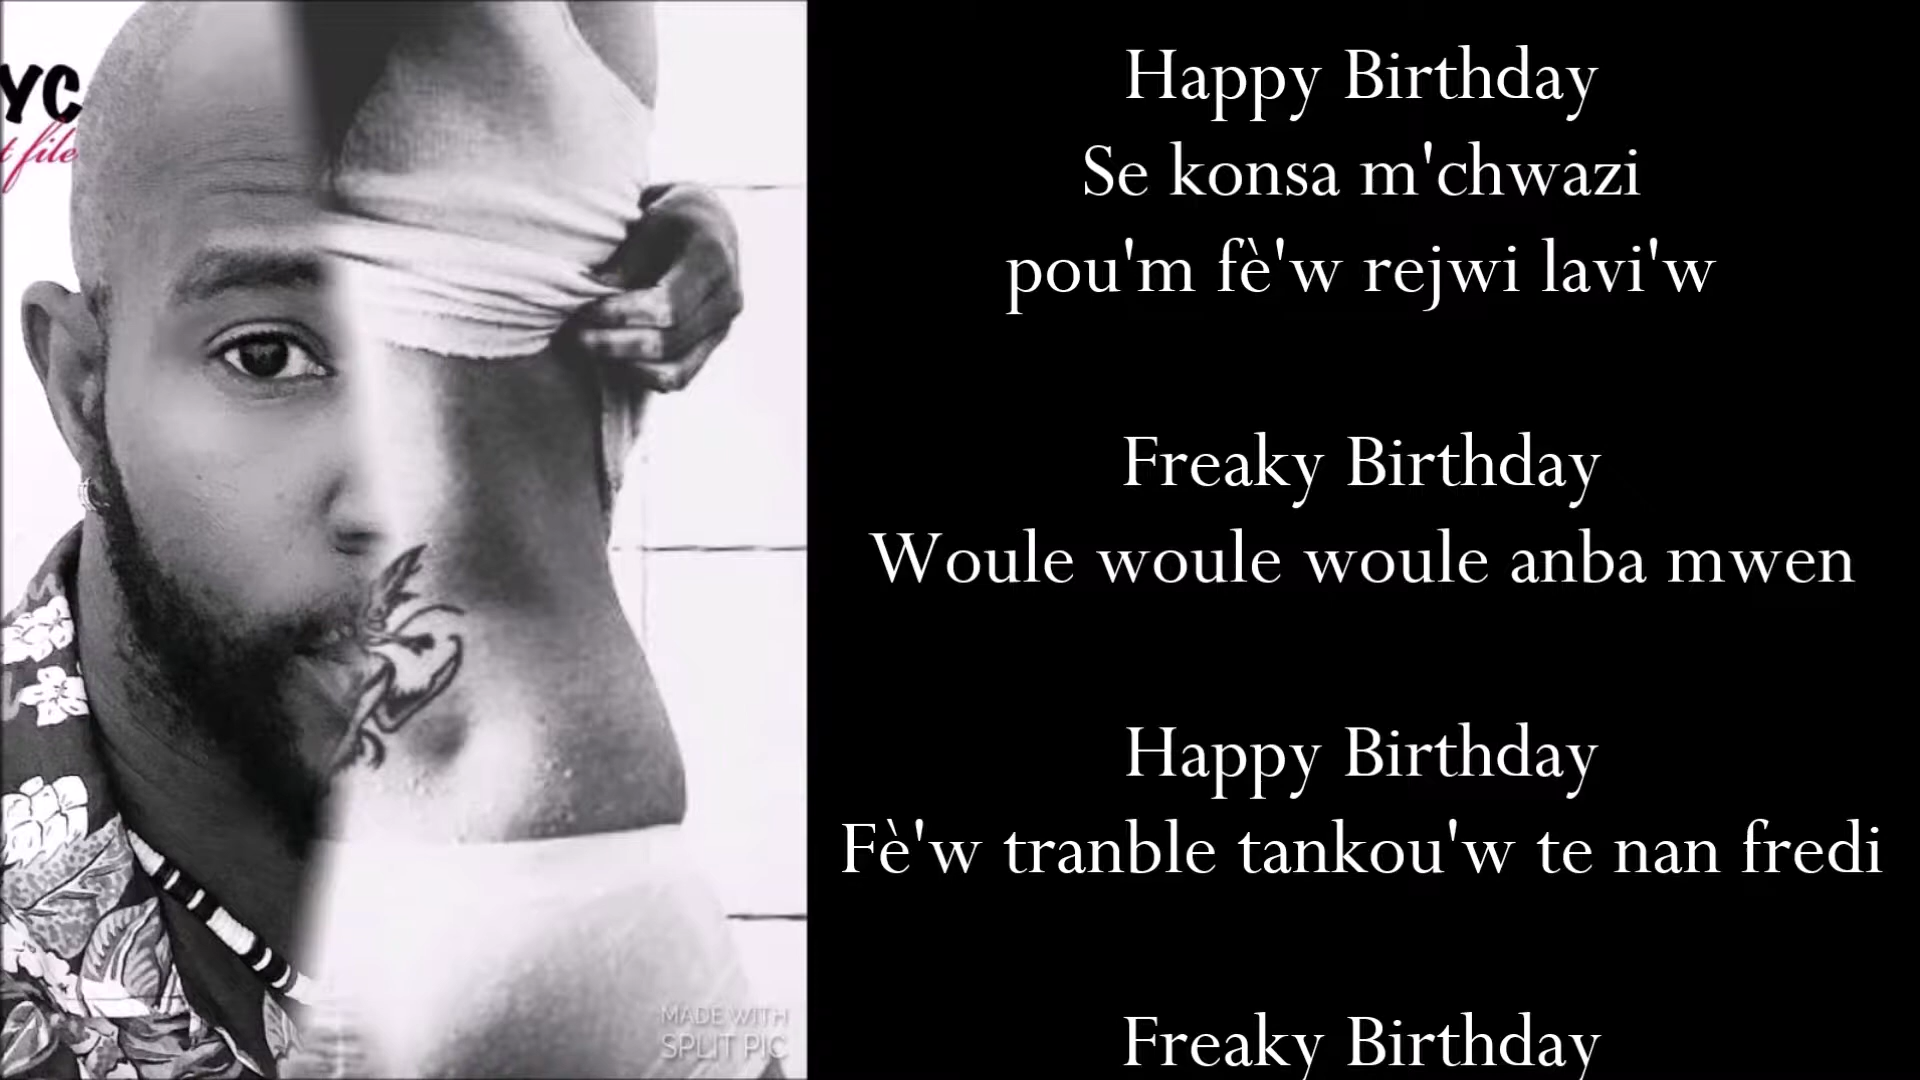 YC
t file
Happy Birthday
Se konsa m'chwazi
pou'm fè'w rejwi lavi'w
Freaky Birthday
Woule woule woule anba mwen
Happy Birthday
Fè'w tranble tankou'w te nan fredi
Freaky Birthday
MADE WITH
SPLIT PIC